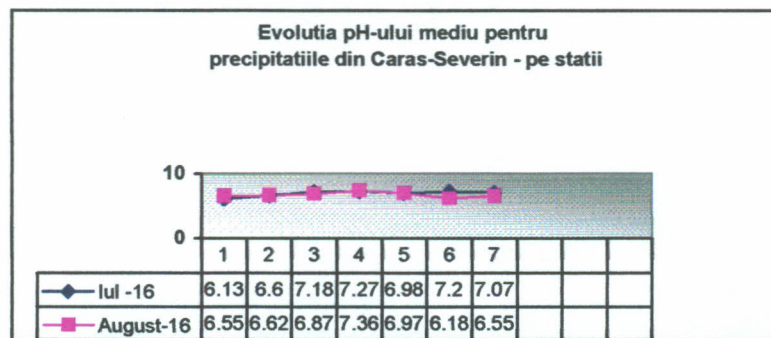 Evolutia pH-ului mediu pentru
precipitatiile din Caras-Severin - pe statii
10
0
1 2 3 4 5 6 7
Iul -16 6.13 6.6 7.18 7.27 6.98 7.2 7.07
August-16 6.55 6.62 6.87 7.36 6.97 6.18 6.55